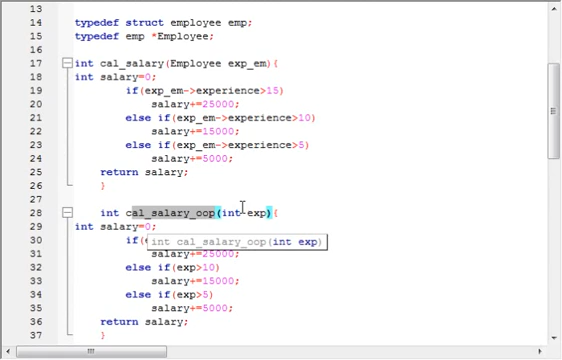 13
14 typedef struct employee emp;
15 typedef emp *Employee;
16
17 int cal_salary(Employee exp_em){
18 int salary=0;
19 if(exp_em->experience>15)
20 salary+=25000;
21 else if(exp_em->experience>10)
22 salary+=15000;
23 else if(exp_em->experience>5)
24 salary+=5000;
25 return salary;
26 }
27
28 int cal_salary_oop(int exp){
29 int salary=0;
30 if(
int cal_salary_oop(int exp)
31 salary+=25000;
32 else if(exp>10)
33 salary+=15000;
34 else if(exp>5)
35 salary+=5000;
36 return salary;
37 }